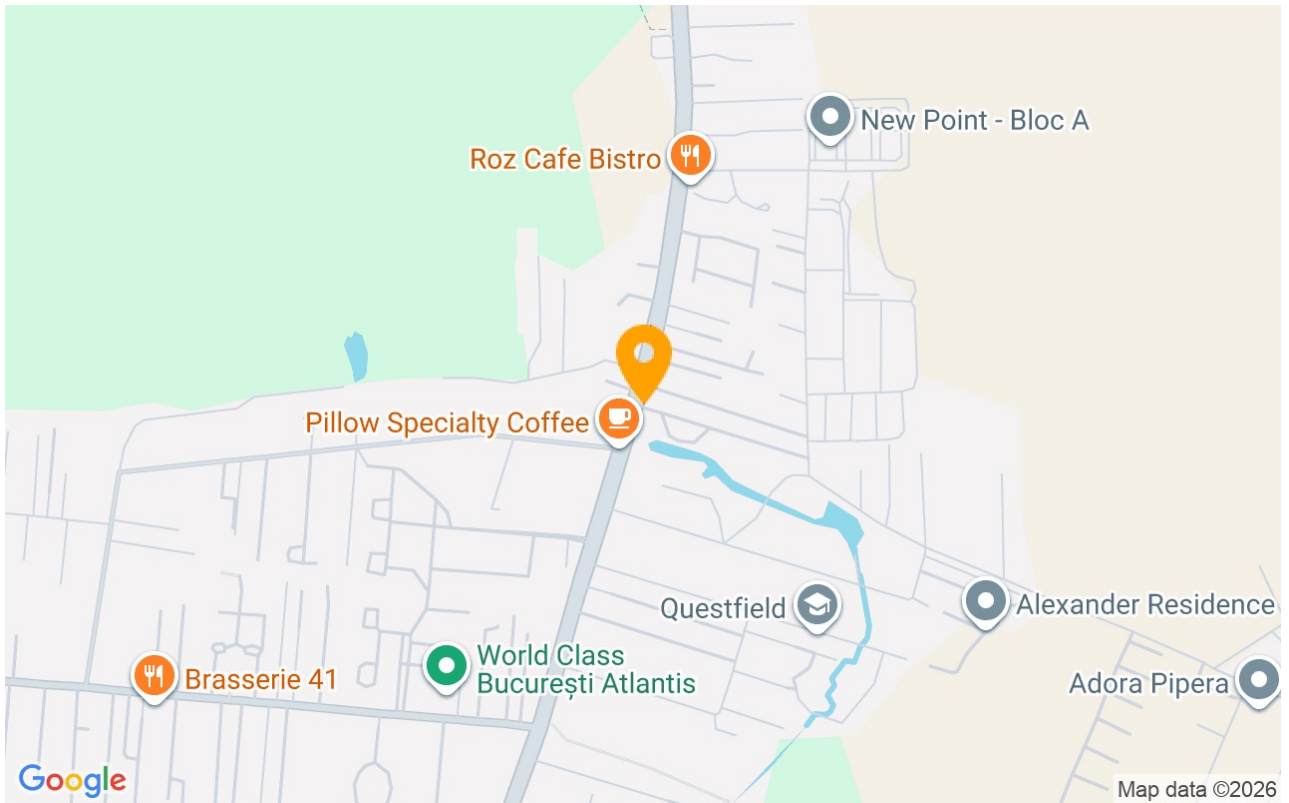 New Point - Bloc A
Roz Cafe Bistro
Pillow Specialty Coffee
Questfield
Alexander Residence
World Class
București Atlantis
Brasserie 41
Adora Pipera
Google
Map data ©2026